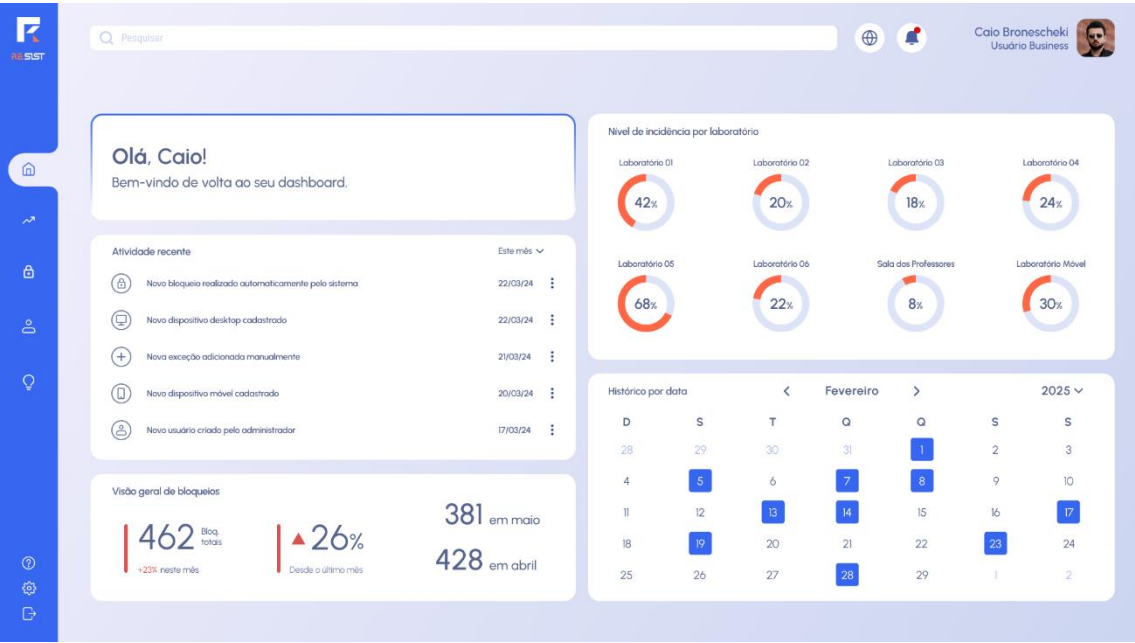 RESIST
Pesquisar
Caio Bronescheki
Usuário Business
Olá, Caio!
Bem-vindo de volta ao seu dashboard.
Atividade recente
Este mês
Novo bloqueio realizado automaticamente pelo sistema
22/03/24
Novo dispositivo desktop cadastrado
22/03/24
Nova exceção adicionada manualmente
21/03/24
Novo dispositivo móvel cadastrado
20/03/24
Novo usuário criado pelo administrador
17/03/24
Visão geral de bloqueios
462 Bloq. totais
+23% neste mês
26%
Desde o último mês
381 em maio
428 em abril
Nível de incidência por laboratório
Laboratório 01 Laboratório 02 Laboratório 03 Laboratório 04
42% 20% 18% 24%
Laboratório 05 Laboratório 06 Sala dos Professores Laboratório Móvel
68% 22% 8% 30%
Histórico por data
Fevereiro
2025
D S T Q Q S S
28 29 30 31 1 2 3
4 5 6 7 8 9 10
11 12 13 14 15 16 17
18 19 20 21 22 23 24
25 26 27 28 29 1 2